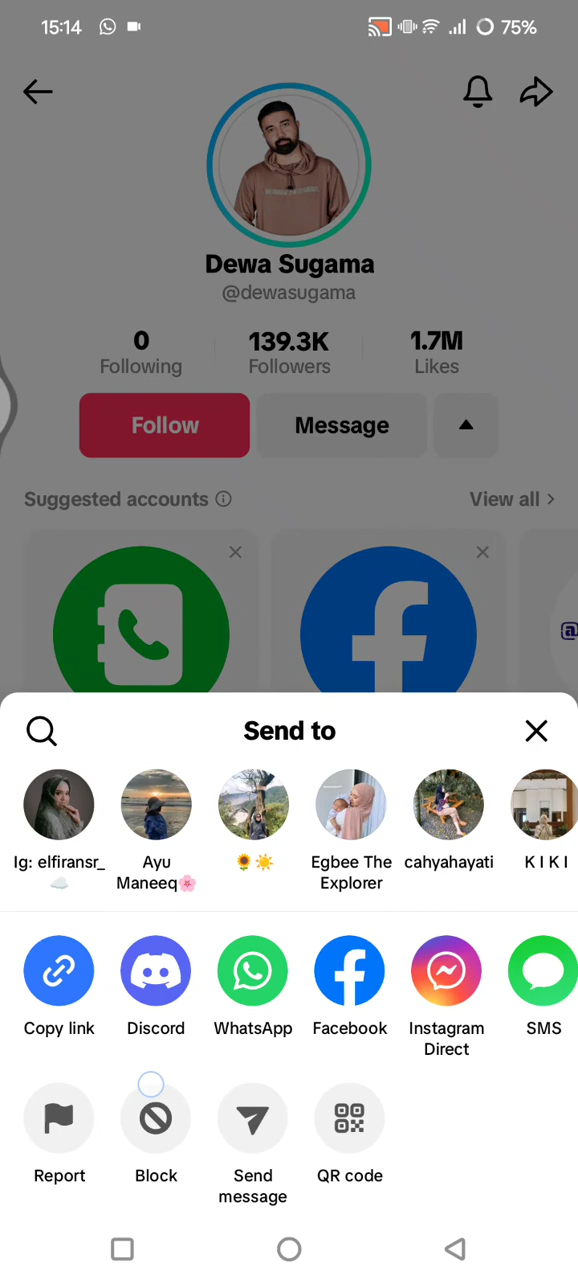 15:14 75%
Dewa Sugama
@dewasugama
0 139.3K 1.7M
Following Followers Likes
Follow Message
Suggested accounts View all >
@
Send to
Ig: elfiransr_ ☁️
Ayu Maneeq🌸
🌻☀️
Egbee The Explorer
cahyahayati
K I K I
Copy link
Discord
WhatsApp
Facebook
Instagram Direct
SMS
Report
Block
Send message
QR code